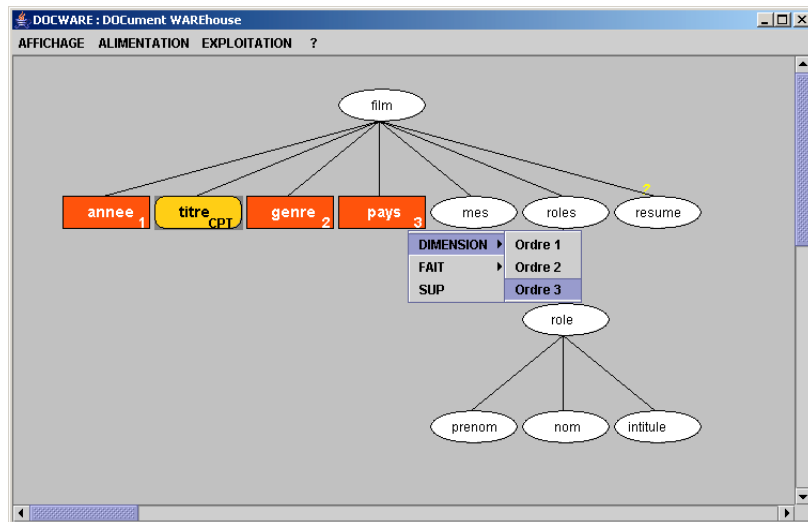 DOCWARE : DOCument WAREhouse
AFFICHAGE ALIMENTATION EXPLOITATION ?
film
?
annee 1 titre CPT genre 2 pays 3 mes roles resume
DIMENSION Ordre 1
FAIT Ordre 2
SUP Ordre 3
role
prenom nom intitule